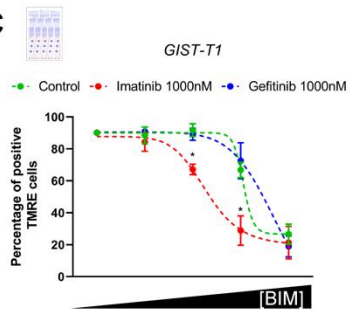 GIST-T1
Control Imatinib 1000nM Gefitinib 1000nM
Percentage of positive
TMRE cells
100
80
60
40
20
0
*
*
[BIM]